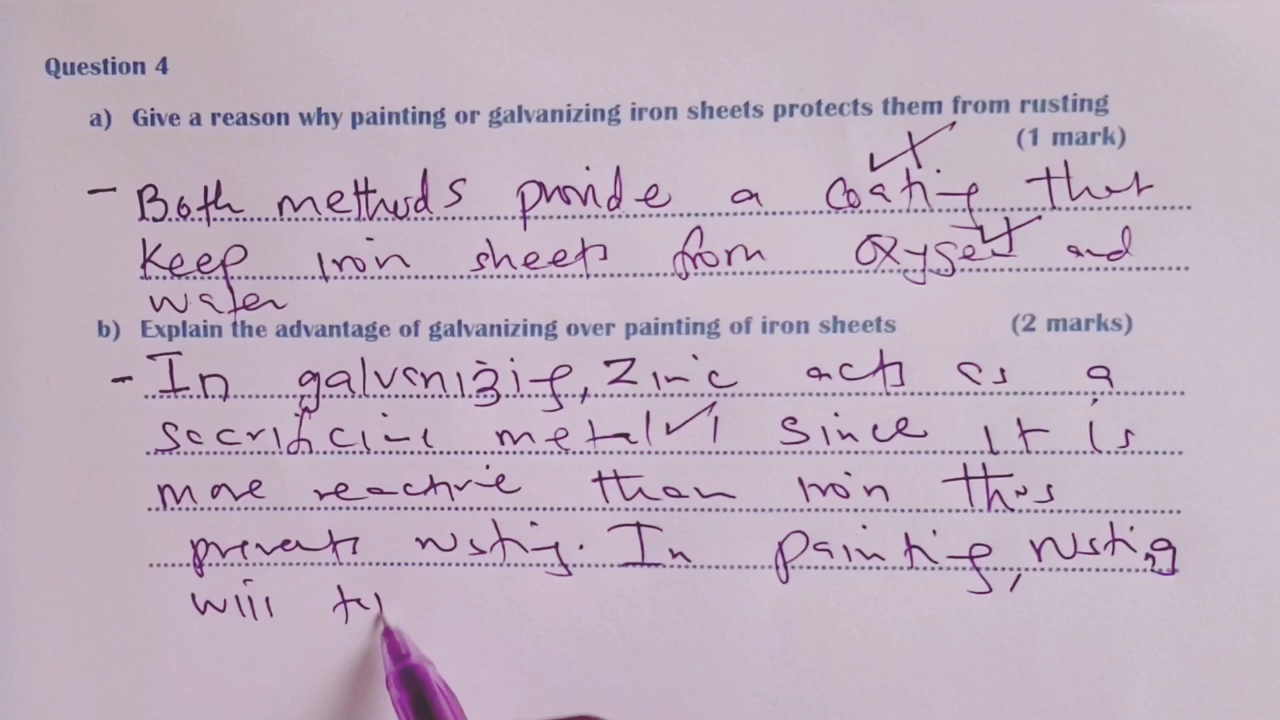 Question 4
a) Give a reason why painting or galvanizing iron sheets protects them from rusting
(1 mark)
- Both methods provide a coating that
keep iron sheets from oxygen and
water
b) Explain the advantage of galvanizing over painting of iron sheets (2 marks)
- In galvanizing, Zinc acts as a
sacrificial metal since it is
more reactive than iron thus
prevents rusting. In painting, rusting
will